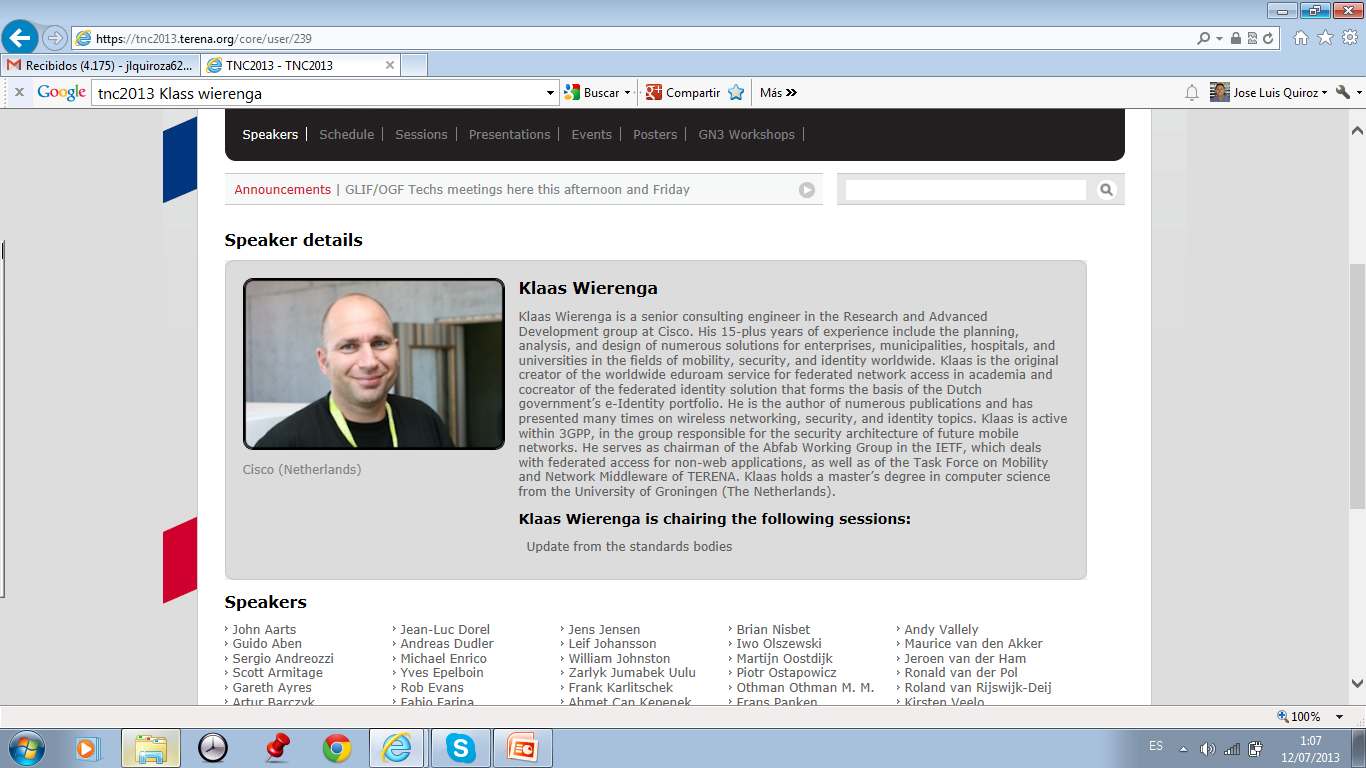 https://tnc2013.terena.org/core/user/239
Recibidos (4.175) - jlquiroza62...
TNC2013 - TNC2013
Google
tnc2013 Klass wierenga
Buscar
Compartir
Más
Jose Luis Quiroz
Speakers | Schedule | Sessions | Presentations | Events | Posters | GN3 Workshops |
Announcements | GLIF/OGF Techs meetings here this afternoon and Friday
Speaker details
Klaas Wierenga
Klaas Wierenga is a senior consulting engineer in the Research and Advanced
Development group at Cisco. His 15-plus years of experience include the planning,
analysis, and design of numerous solutions for enterprises, municipalities, hospitals, and
universities in the fields of mobility, security, and identity worldwide. Klaas is the original
creator of the worldwide eduroam service for federated network access in academia and
cocreator of the federated identity solution that forms the basis of the Dutch
government's e-Identity portfolio. He is the author of numerous publications and has
presented many times on wireless networking, security, and identity topics. Klaas is active
within 3GPP, in the group responsible for the security architecture of future mobile
networks. He serves as chairman of the Abfab Working Group in the IETF, which deals
with federated access for non-web applications, as well as of the Task Force on Mobility
and Network Middleware of TERENA. Klaas holds a master's degree in computer science
from the University of Groningen (The Netherlands).
Cisco (Netherlands)
Klaas Wierenga is chairing the following sessions:
Update from the standards bodies
Speakers
John Aarts
Guido Aben
Sergio Andreozzi
Scott Armitage
Gareth Ayres
Artur Barczyk
Jean-Luc Dorel
Andreas Dudler
Michael Enrico
Yves Epelboin
Rob Evans
Fabio Farina
Jens Jensen
Leif Johansson
William Johnston
Zarlyk Jumabek Uulu
Frank Karlitschek
Ahmet Can Kepenek
Brian Nisbet
Iwo Olszewski
Martijn Oostdijk
Piotr Ostapowicz
Othman Othman M. M.
Frans Panken
Andy Vallely
Maurice van den Akker
Jeroen van der Ham
Ronald van der Pol
Roland van Rijswijk-Deij
Kirsten Veelo
100%
ES
1:07
12/07/2013